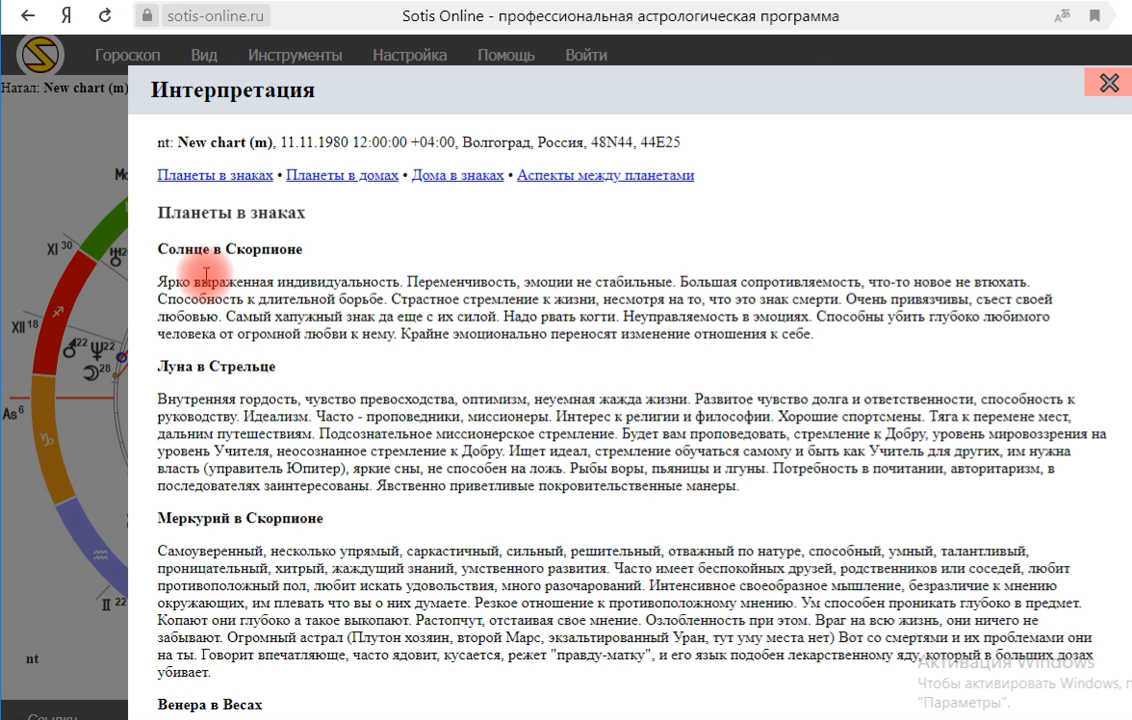 Я
sotis-online.ru
Sotis Online - профессиональная астрологическая программа
Гороскоп Вид Инструменты Настройка Помощь Войти
Натал: New chart (m)
Интерпретация
nt: New chart (m), 11.11.1980 12:00:00 +04:00, Волгоград, Россия, 48N44, 44E25
Планеты в знаках • Планеты в домах • Дома в знаках • Аспекты между планетами
Планеты в знаках
Солнце в Скорпионе
Ярко выраженная индивидуальность. Переменчивость, эмоции не стабильные. Большая сопротивляемость, что-то новое не втюхать.
Способность к длительной борьбе. Страстное стремление к жизни, несмотря на то, что это знак смерти. Очень привязчивы, съест своей
любовью. Самый хапужный знак да еще с их силой. Надо рвать когти. Неуправляемость в эмоциях. Способны убить глубоко любимого
человека от огромной любви к нему. Крайне эмоционально переносят изменение отношения к себе.
Луна в Стрельце
Внутренняя гордость, чувство превосходства, оптимизм, неуемная жажда жизни. Развитое чувство долга и ответственности, способность к
руководству. Идеализм. Часто - проповедники, миссионеры. Интерес к религии и философии. Хорошие спортсмены. Тяга к перемене мест,
дальним путешествиям. Подсознательное миссионерское стремление. Будет вам проповедовать, стремление к Добру, уровень мировоззрения на
уровень Учителя, неосознанное стремление к Добру. Ищет идеал, стремление обучаться самому и быть как Учитель для других, им нужна
власть (управитель Юпитер), яркие сны, не способен на ложь. Рыбы воры, пьяницы и лгуны. Потребность в почитании, авторитаризм, в
последователях заинтересованы. Явственно приветливые покровительственные манеры.
Меркурий в Скорпионе
Самоуверенный, несколько упрямый, саркастичный, сильный, решительный, отважный по натуре, способный, умный, талантливый,
проницательный, хитрый, жаждущий знаний, умственного развития. Часто имеет беспокойных друзей, родственников или соседей, любит
противоположный пол, любит искать удовольствия, много разочарований. Интенсивное своеобразное мышление, безразличие к мнению
окружающих, им плевать что вы о них думаете. Резкое отношение к противоположному мнению. Ум способен проникать глубоко в предмет.
Копают они глубоко а такое выкопают. Растопчут, отстаивая свое мнение. Озлобленность при этом. Враг на всю жизнь, они ничего не
забывают. Огромный астрал (Плутон хозяин, второй Марс, экзальтированный Уран, тут уму места нет) Вот со смертями и их проблемами они
на ты. Говорит впечатляюще, часто ядовит, кусается, режет "правду-матку", и его язык подобен лекарственному яду, который в больших дозах
убивает.
Венера в Весах
XI 30
XII 18
22
22
28
As 6
II 22
nt
Активация Windows
Чтобы активировать Windows, п
"Параметры".
Ссылки